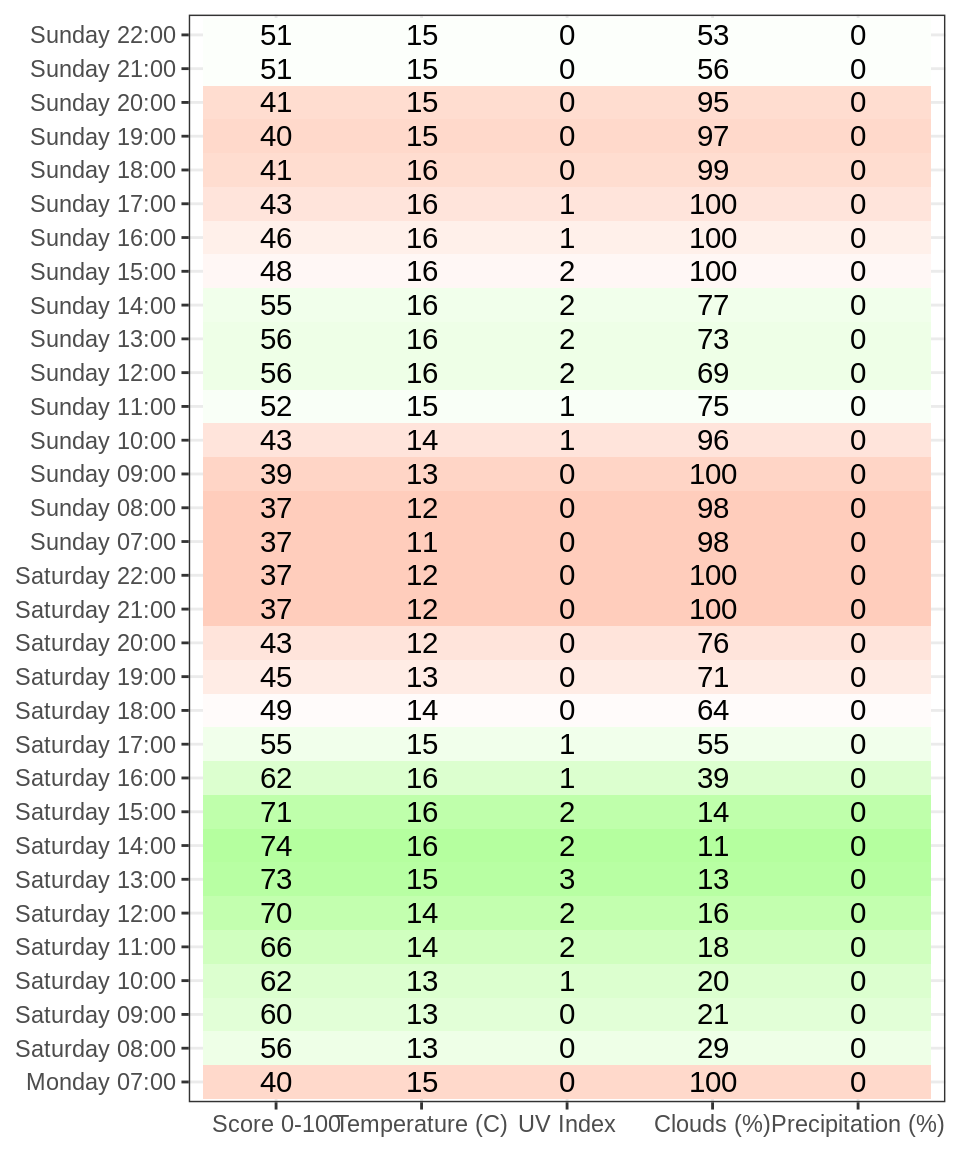 Sunday 22:00 51 15 0 53 0
Sunday 21:00 51 15 0 56 0
Sunday 20:00 41 15 0 95 0
Sunday 19:00 40 15 0 97 0
Sunday 18:00 41 16 0 99 0
Sunday 17:00 43 16 1 100 0
Sunday 16:00 46 16 1 100 0
Sunday 15:00 48 16 2 100 0
Sunday 14:00 55 16 2 77 0
Sunday 13:00 56 16 2 73 0
Sunday 12:00 56 16 2 69 0
Sunday 11:00 52 15 1 75 0
Sunday 10:00 43 14 1 96 0
Sunday 09:00 39 13 0 100 0
Sunday 08:00 37 12 0 98 0
Sunday 07:00 37 11 0 98 0
Saturday 22:00 37 12 0 100 0
Saturday 21:00 37 12 0 100 0
Saturday 20:00 43 12 0 76 0
Saturday 19:00 45 13 0 71 0
Saturday 18:00 49 14 0 64 0
Saturday 17:00 55 15 1 55 0
Saturday 16:00 62 16 1 39 0
Saturday 15:00 71 16 2 14 0
Saturday 14:00 74 16 2 11 0
Saturday 13:00 73 15 3 13 0
Saturday 12:00 70 14 2 16 0
Saturday 11:00 66 14 2 18 0
Saturday 10:00 62 13 1 20 0
Saturday 09:00 60 13 0 21 0
Saturday 08:00 56 13 0 29 0
Monday 07:00 40 15 0 100 0
Score 0-100 Temperature (C) UV Index Clouds (%) Precipitation (%)